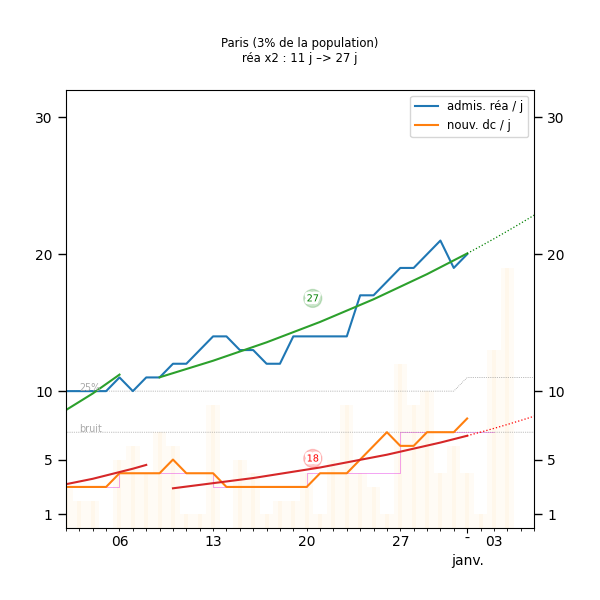 Paris (3% de la population)
réa x2 : 11 j –> 27 j
admis. réa / j
nouv. dc / j
30 30
20 20
10 10
5 5
1 1
27
25%
bruit
18
06 13 20 27 - 03
janv.